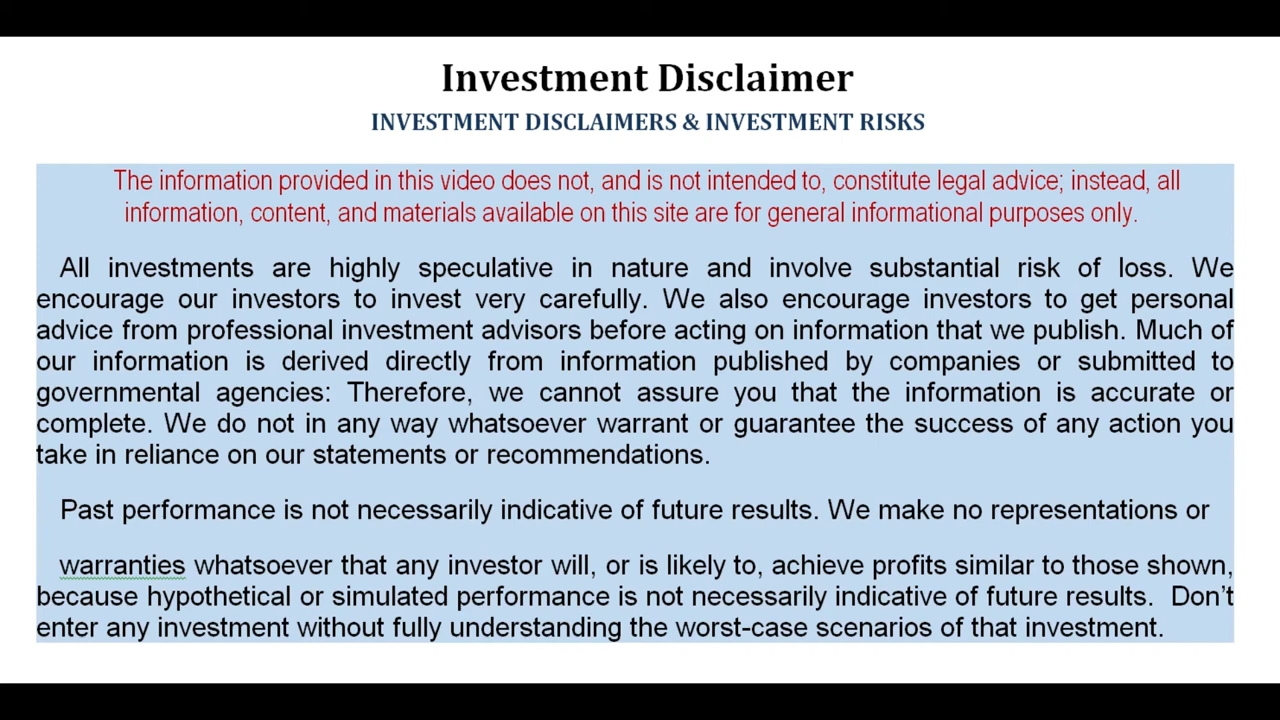 Investment Disclaimer
INVESTMENT DISCLAIMERS & INVESTMENT RISKS
The information provided in this video does not, and is not intended to, constitute legal advice; instead, all
information, content, and materials available on this site are for general informational purposes only.
All investments are highly speculative in nature and involve substantial risk of loss. We
encourage our investors to invest very carefully. We also encourage investors to get personal
advice from professional investment advisors before acting on information that we publish. Much of
our information is derived directly from information published by companies or submitted to
governmental agencies: Therefore, we cannot assure you that the information is accurate or
complete. We do not in any way whatsoever warrant or guarantee the success of any action you
take in reliance on our statements or recommendations.
Past performance is not necessarily indicative of future results. We make no representations or
warranties whatsoever that any investor will, or is likely to, achieve profits similar to those shown,
because hypothetical or simulated performance is not necessarily indicative of future results. Don’t
enter any investment without fully understanding the worst-case scenarios of that investment.